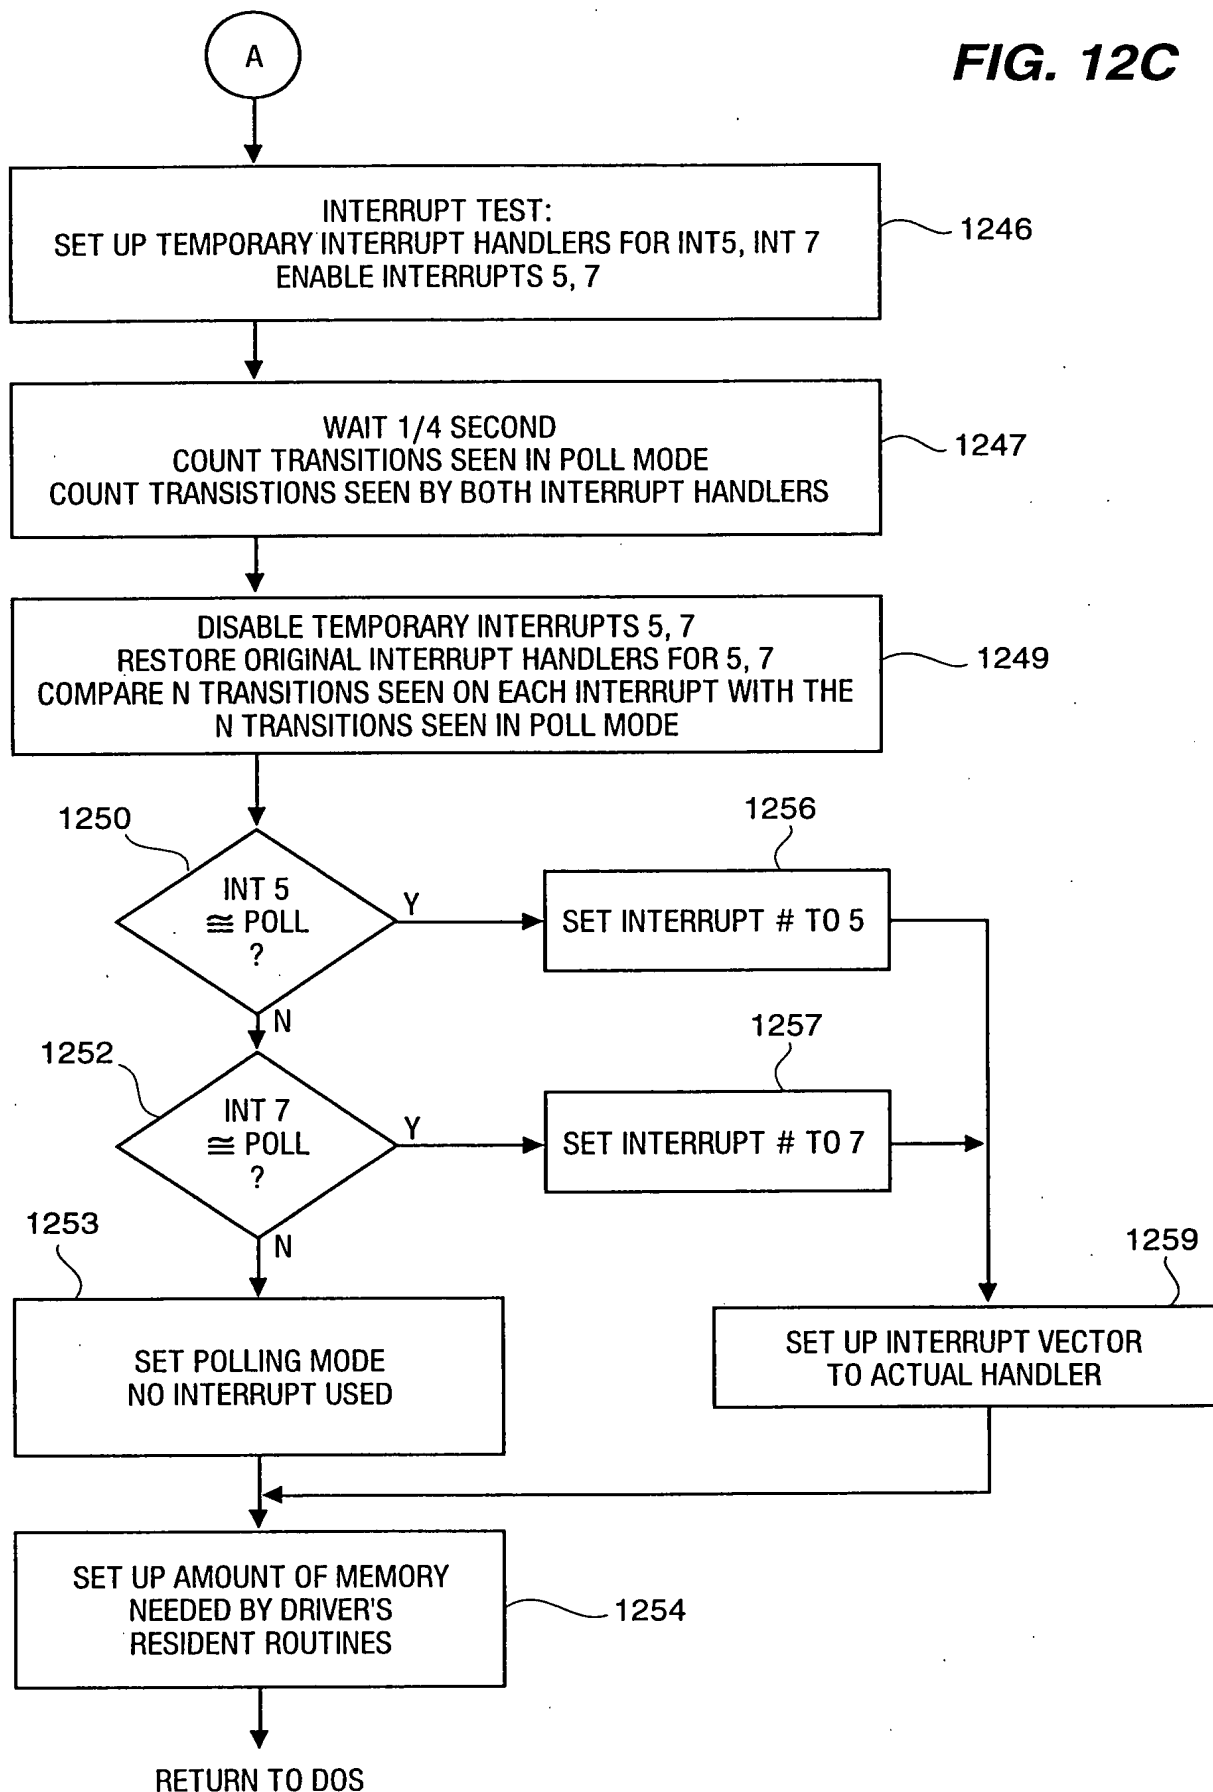 A
FIG. 12C
INTERRUPT TEST:
SET UP TEMPORARY INTERRUPT HANDLERS FOR INT5, INT 7
ENABLE INTERRUPTS 5, 7
1246
WAIT 1/4 SECOND
COUNT TRANSITIONS SEEN IN POLL MODE
COUNT TRANSISTIONS SEEN BY BOTH INTERRUPT HANDLERS
1247
DISABLE TEMPORARY INTERRUPTS 5, 7
RESTORE ORIGINAL INTERRUPT HANDLERS FOR 5, 7
COMPARE N TRANSITIONS SEEN ON EACH INTERRUPT WITH THE
N TRANSITIONS SEEN IN POLL MODE
1249
1250
INT 5
≅ POLL
?
Y
N
1256
SET INTERRUPT # TO 5
1252
INT 7
≅ POLL
?
Y
N
1257
SET INTERRUPT # TO 7
1253
SET POLLING MODE
NO INTERRUPT USED
1259
SET UP INTERRUPT VECTOR
TO ACTUAL HANDLER
SET UP AMOUNT OF MEMORY
NEEDED BY DRIVER'S
RESIDENT ROUTINES
1254
RETURN TO DOS